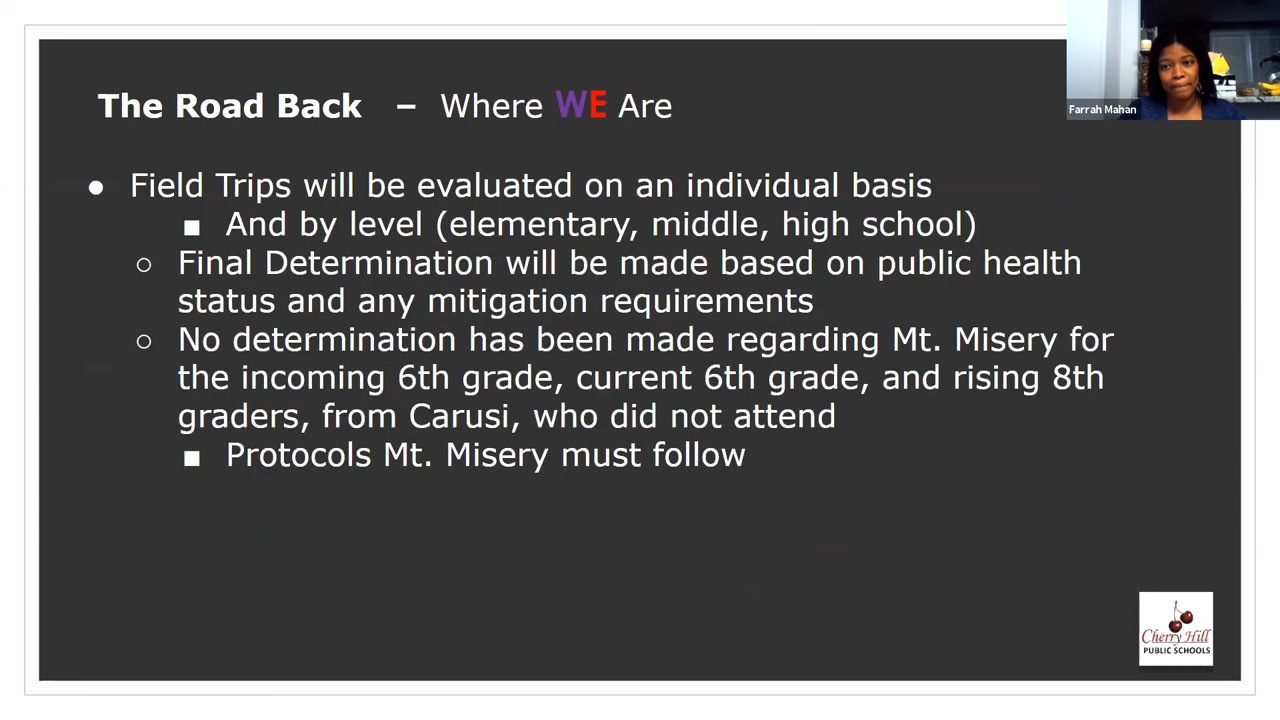 The Road Back – Where WE Are
Farrah Mahan
● Field Trips will be evaluated on an individual basis
■ And by level (elementary, middle, high school)
○ Final Determination will be made based on public health
status and any mitigation requirements
○ No determination has been made regarding Mt. Misery for
the incoming 6th grade, current 6th grade, and rising 8th
graders, from Carusi, who did not attend
■ Protocols Mt. Misery must follow
Cherry Hill
PUBLIC SCHOOLS